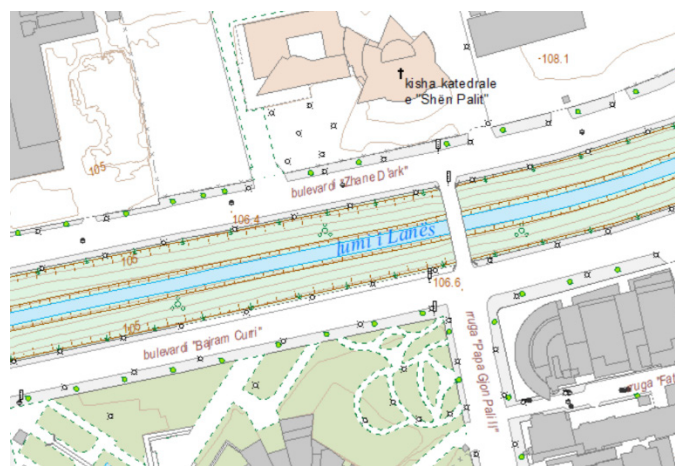 -108.1
kisha katedrale
e "Shën Palit"
105
bulevardi "Zhane D'ark"
106.4
lumi i Lanës
105
106.6
105
bulevardi "Bajram Curri"
rruga "Papa Gjon Pali II"
rruga "Fat